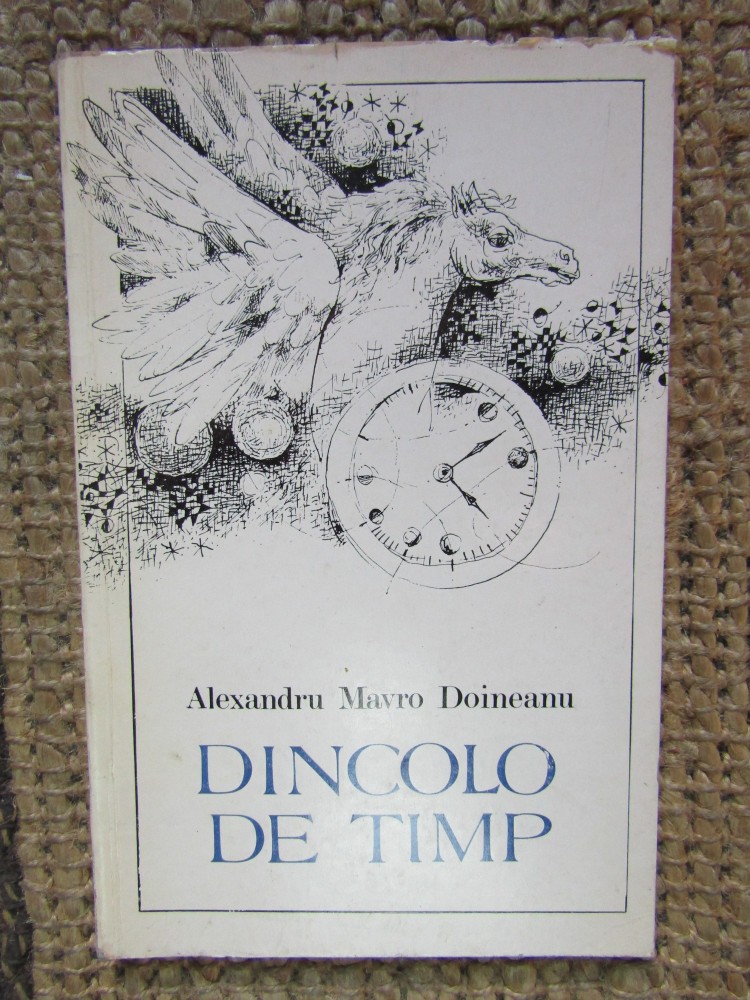 Alexandru Mavro Doineanu
DINCOLO
DE TIMP